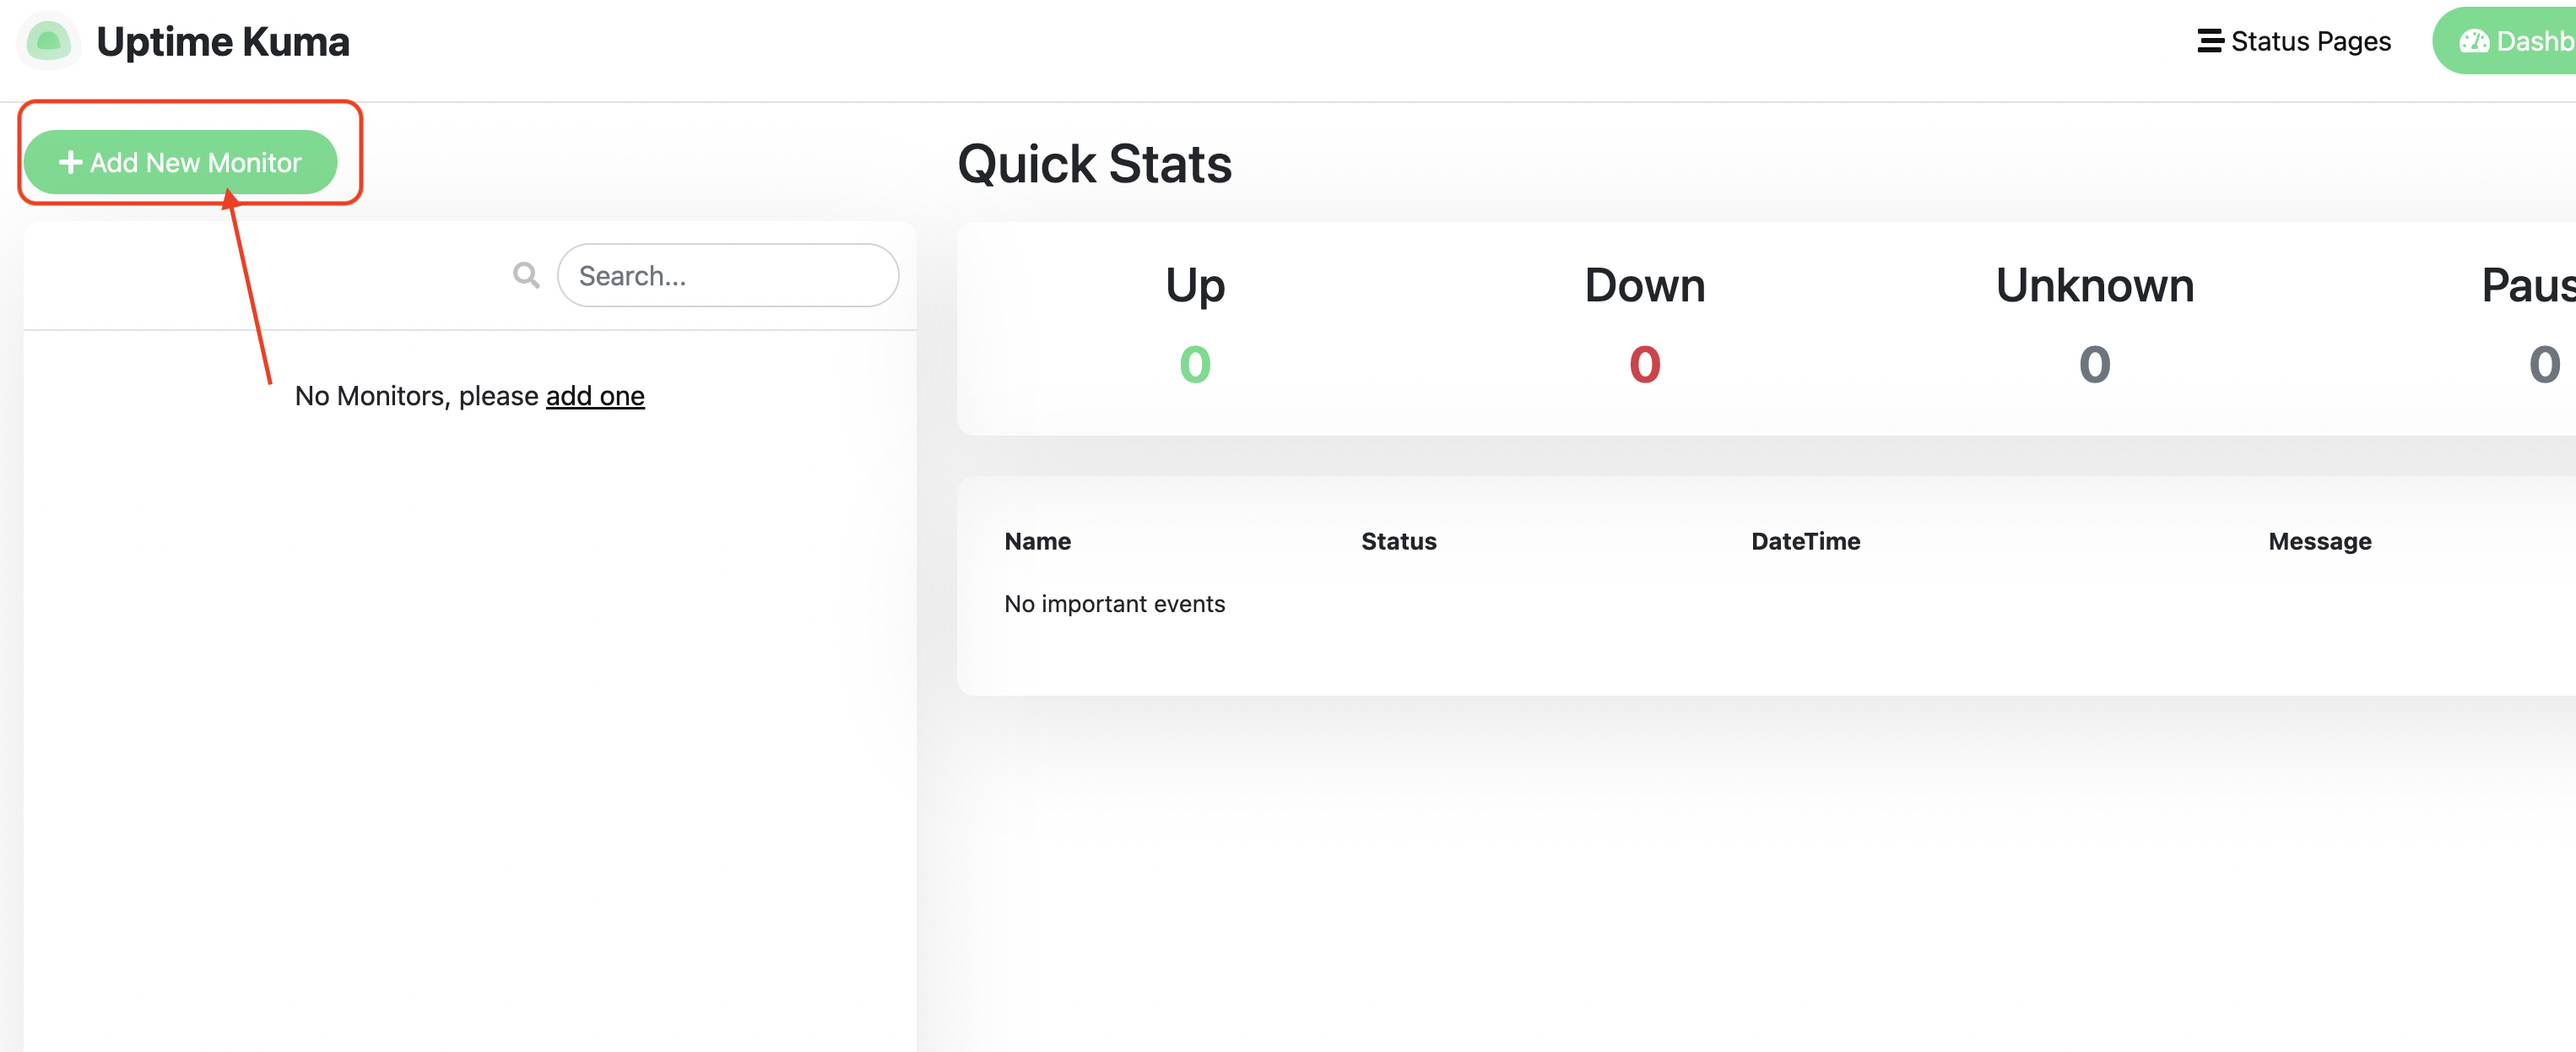 Uptime Kuma
Status Pages
Dashb
Add New Monitor
Quick Stats
Search...
Up
Down
Unknown
Paus
0
0
0
0
No Monitors, please add one
Name
Status
DateTime
Message
No important events